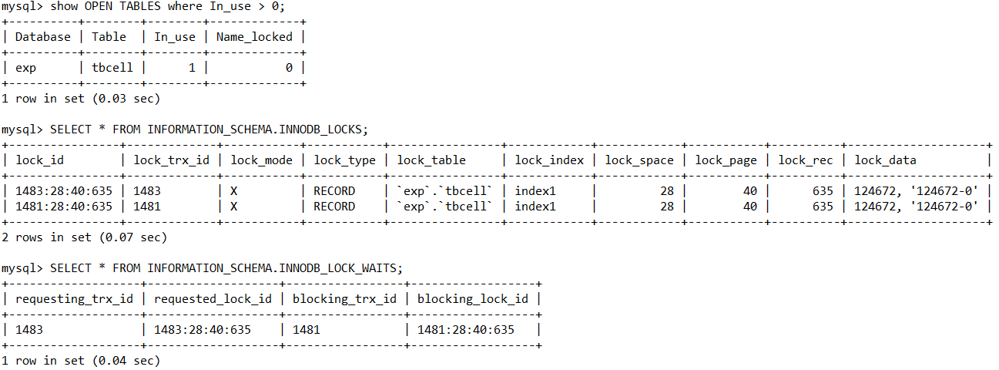 mysql> show OPEN TABLES where In_use > 0;
+----------+--------+--------+-------------+
| Database | Table  | In_use | Name_locked |
+----------+--------+--------+-------------+
| exp      | tbcell |      1 |           0 |
+----------+--------+--------+-------------+
1 row in set (0.03 sec)

mysql> SELECT * FROM INFORMATION_SCHEMA.INNODB_LOCKS;
+----------------+-------------+-----------+-----------+----------------+------------+------------+-----------+----------+--------------------+
| lock_id        | lock_trx_id | lock_mode | lock_type | lock_table     | lock_index | lock_space | lock_page | lock_rec | lock_data          |
+----------------+-------------+-----------+-----------+----------------+------------+------------+-----------+----------+--------------------+
| 1483:28:40:635 | 1483        | X         | RECORD    | `exp`.`tbcell` | index1     |         28 |        40 |      635 | 124672, '124672-0' |
| 1481:28:40:635 | 1481        | X         | RECORD    | `exp`.`tbcell` | index1     |         28 |        40 |      635 | 124672, '124672-0' |
+----------------+-------------+-----------+-----------+----------------+------------+------------+-----------+----------+--------------------+
2 rows in set (0.07 sec)

mysql> SELECT * FROM INFORMATION_SCHEMA.INNODB_LOCK_WAITS;
+-------------------+-------------------+-----------------+------------------+
| requesting_trx_id | requested_lock_id | blocking_trx_id | blocking_lock_id |
+-------------------+-------------------+-----------------+------------------+
| 1483              | 1483:28:40:635    | 1481            | 1481:28:40:635   |
+-------------------+-------------------+-----------------+------------------+
1 row in set (0.04 sec)